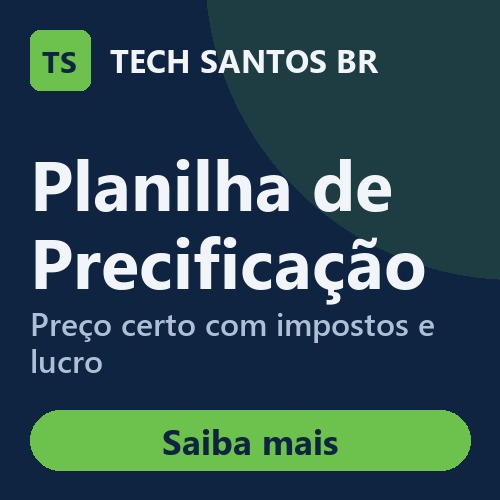 TS
TECH SANTOS BR
Planilha de
Precificação
Preço certo com impostos e
lucro
Saiba mais